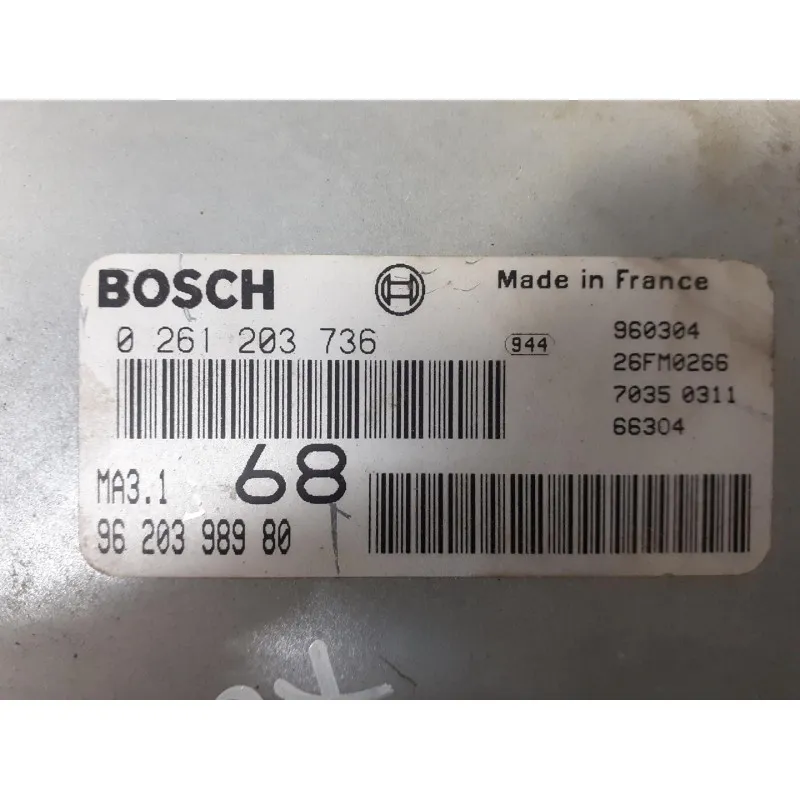 BOSCH
Made in France
0 261 203 736
944
960304
26FM0266
7035 0311
66304
MA3.1
68
96 203 989 80